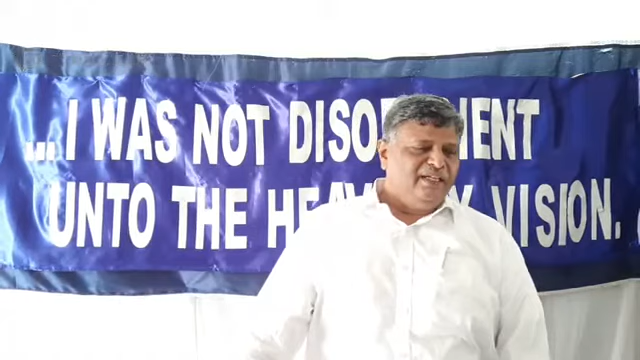 ...I WAS NOT
UNTO THE VISION.